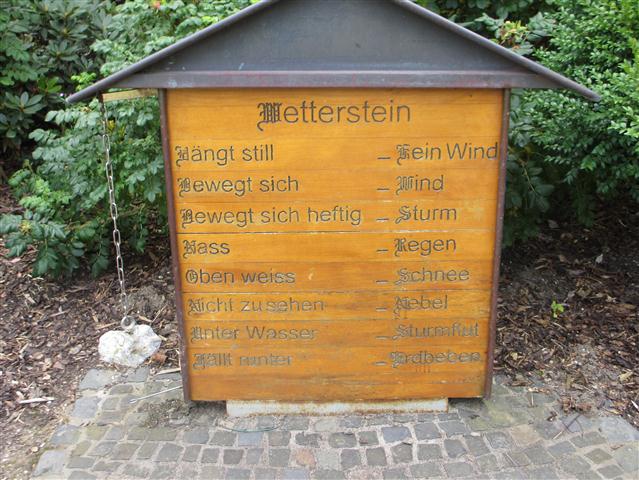 Wetterstein
Hängt still – Kein Wind
Bewegt sich – Wind
Bewegt sich heftig – Sturm
Nass – Regen
Oben weiss – Schnee
Nicht zu sehen – Nebel
Unter Wasser – Sturmflut
Fällt runter – Erdbeben